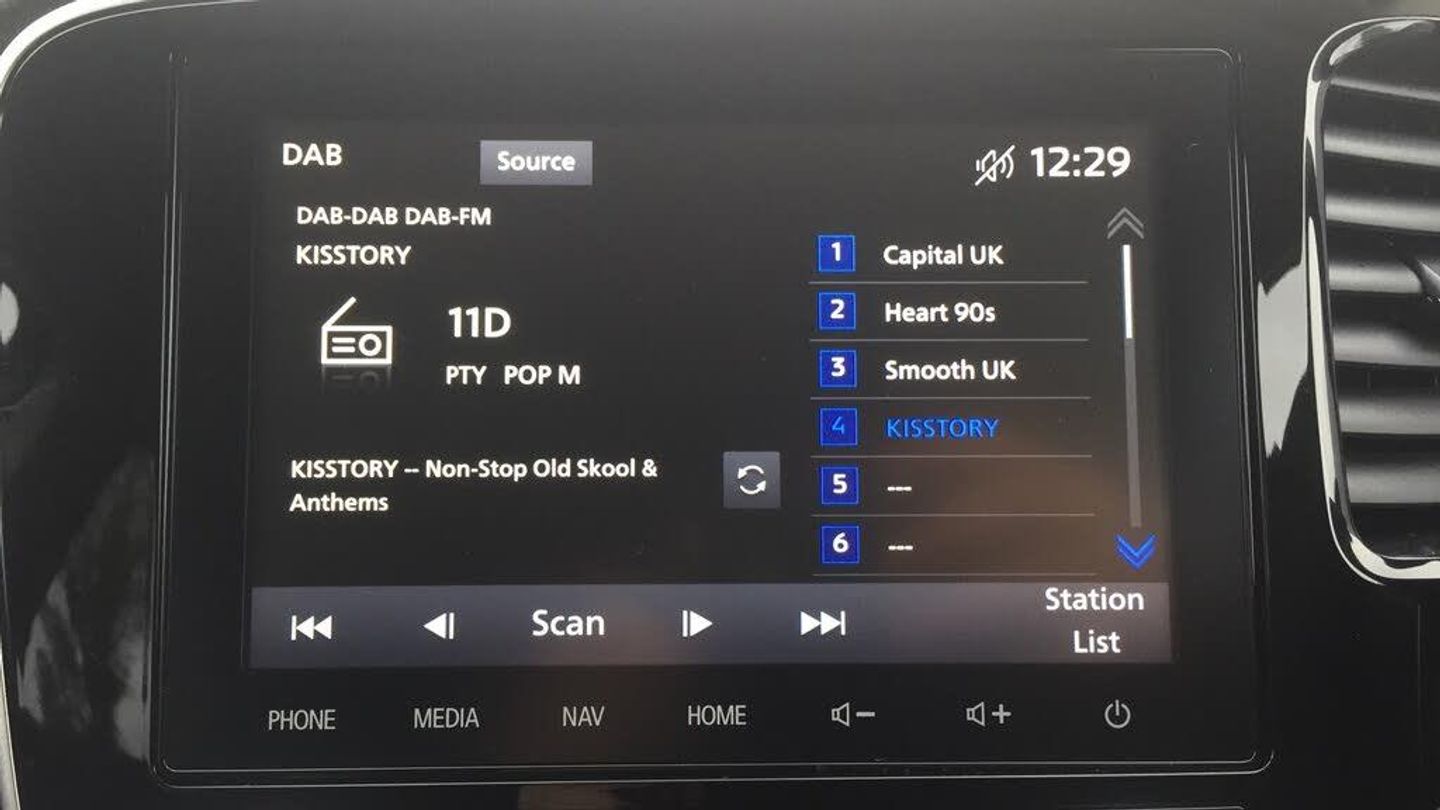 DAB
Source
12:29
DAB-DAB DAB-FM
KISSTORY
11D
PTY POP M
KISSTORY -- Non-Stop Old Skool &
Anthems
1 Capital UK
2 Heart 90s
3 Smooth UK
4 KISSTORY
5 ---
6 ---
Scan
Station
List
PHONE
MEDIA
NAV
HOME